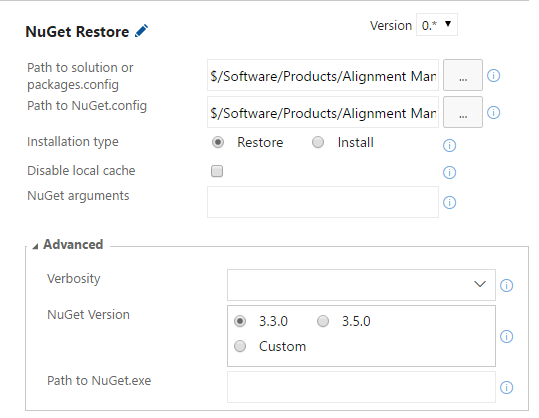 NuGet Restore
Version 0.*
Path to solution or
packages.config
$/Software/Products/Alignment Man
...
Path to NuGet.config
$/Software/Products/Alignment Man
...
Installation type
Restore Install
Disable local cache
NuGet arguments
Advanced
Verbosity
NuGet Version
3.3.0 3.5.0
Custom
Path to NuGet.exe